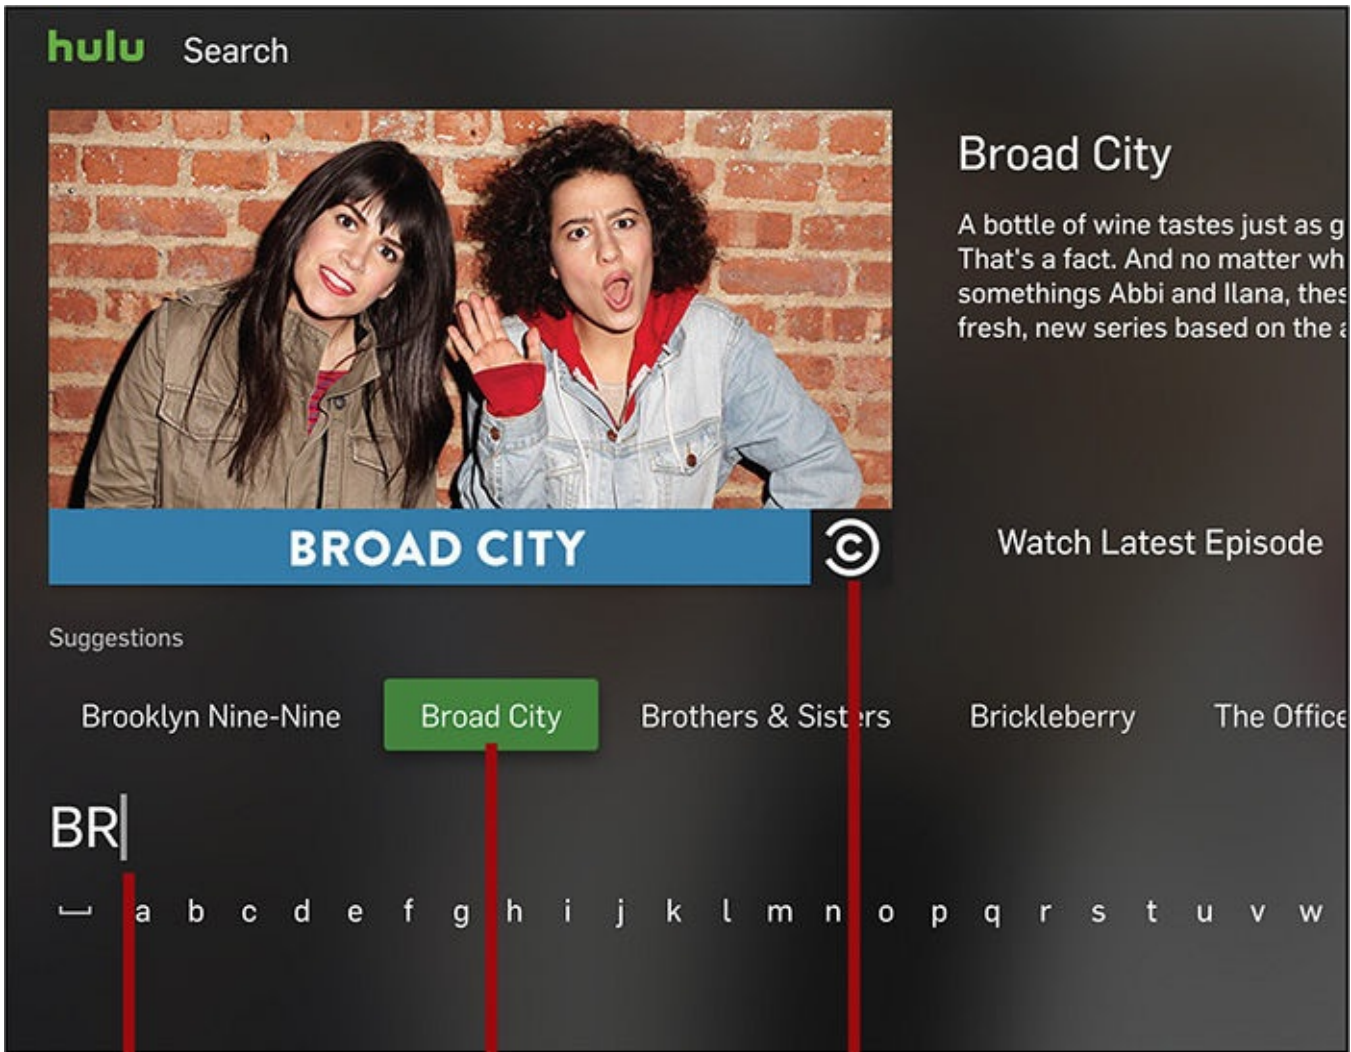 hulu Search
Broad City
A bottle of wine tastes just as g
That's a fact. And no matter wh
somethings Abbi and Ilana, thes
fresh, new series based on the a
BROAD CITY
Watch Latest Episode
Suggestions
Brooklyn Nine-Nine Broad City Brothers & Sisters Brickleberry The Office
BR
a b c d e f g h i j k l m n o p q r s t u v w